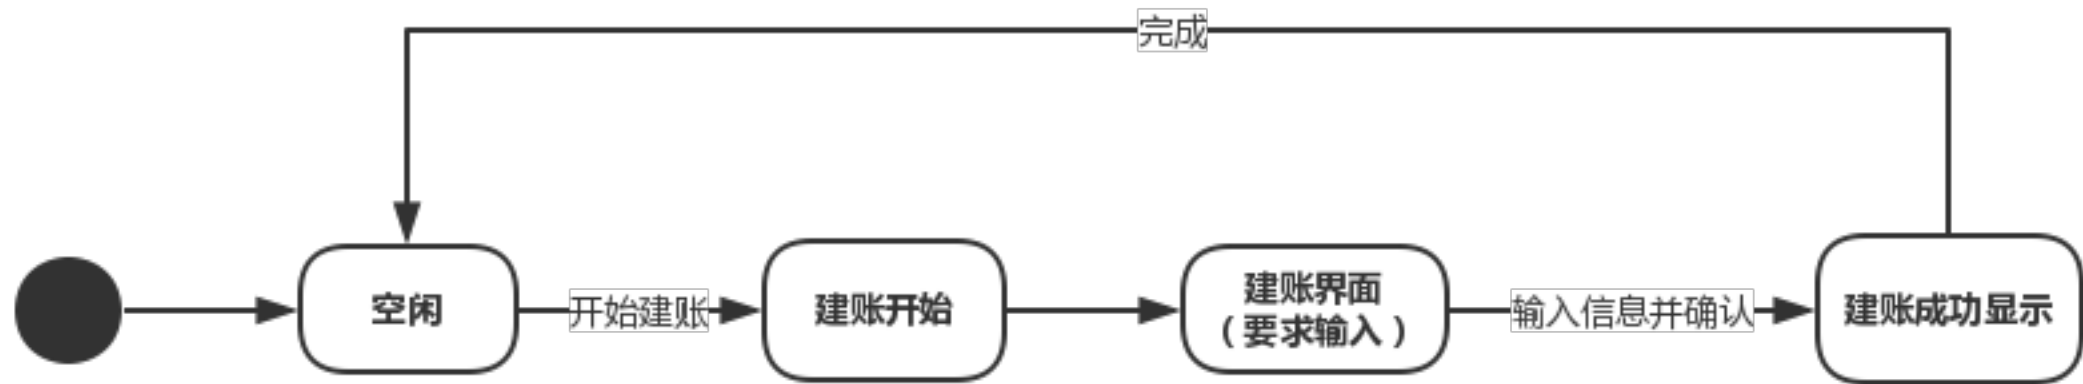 完成
空闲
开始建账
建账开始
建账界面
（要求输入）
输入信息并确认
建账成功显示